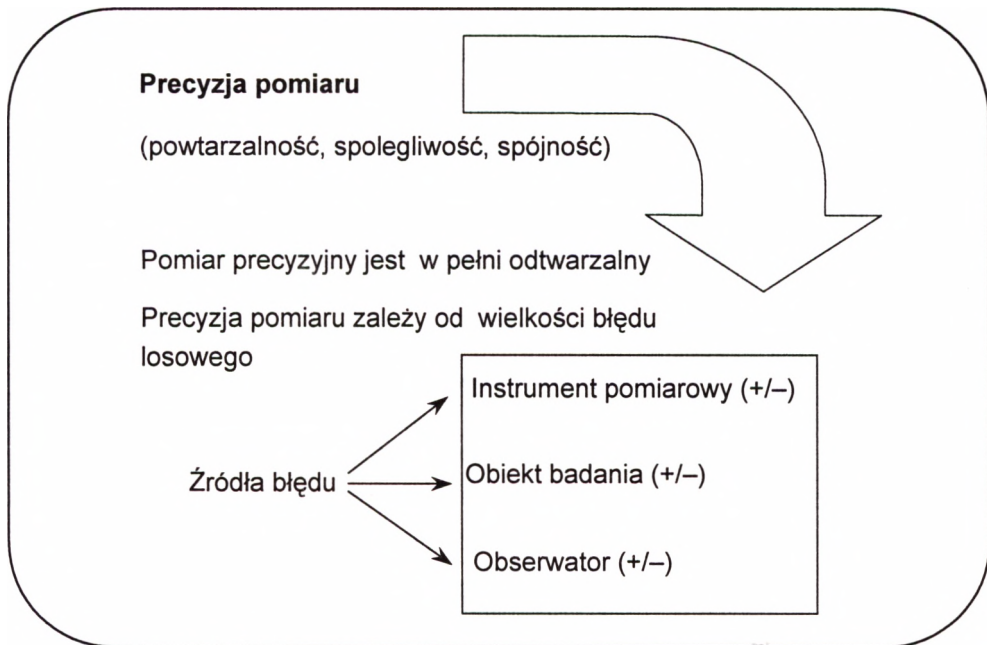 Precyzja pomiaru
(powtarzalność, spolegliwość, spójność)
Pomiar precyzyjny jest w pełni odtwarzalny
Precyzja pomiaru zależy od wielkości błędu
losowego
Instrument pomiarowy (+/–)
Źródła błędu
Obiekt badania (+/–)
Obserwator (+/–)